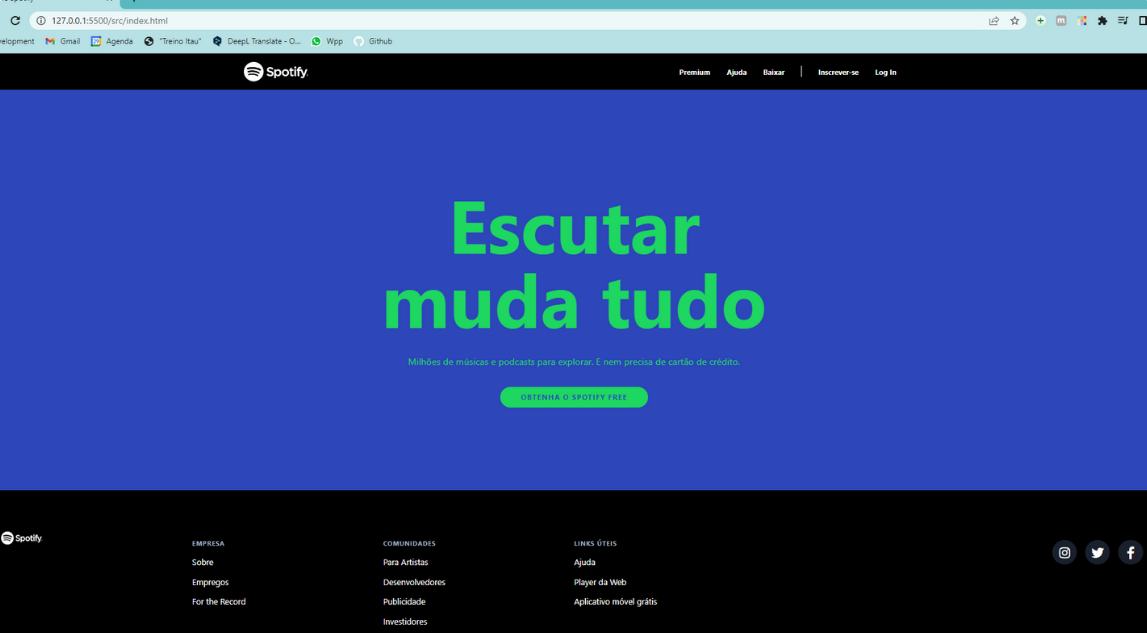 127.0.0.1:5500/src/index.html
Gmail Agenda "Treino Itau" DeepL Translate - O... Wpp Github
Spotify Premium Ajuda Baixar Inscrever-se Log In
Escutar
muda tudo
Milhões de músicas e podcasts para explorar. E nem precisa de cartão de crédito.
OBTENHA O SPOTIFY FREE
Spotify
EMPRESA
Sobre
Empregos
For the Record
COMUNIDADES
Para Artistas
Desenvolvedores
Publicidade
Investidores
LINKS ÚTEIS
Ajuda
Player da Web
Aplicativo móvel grátis